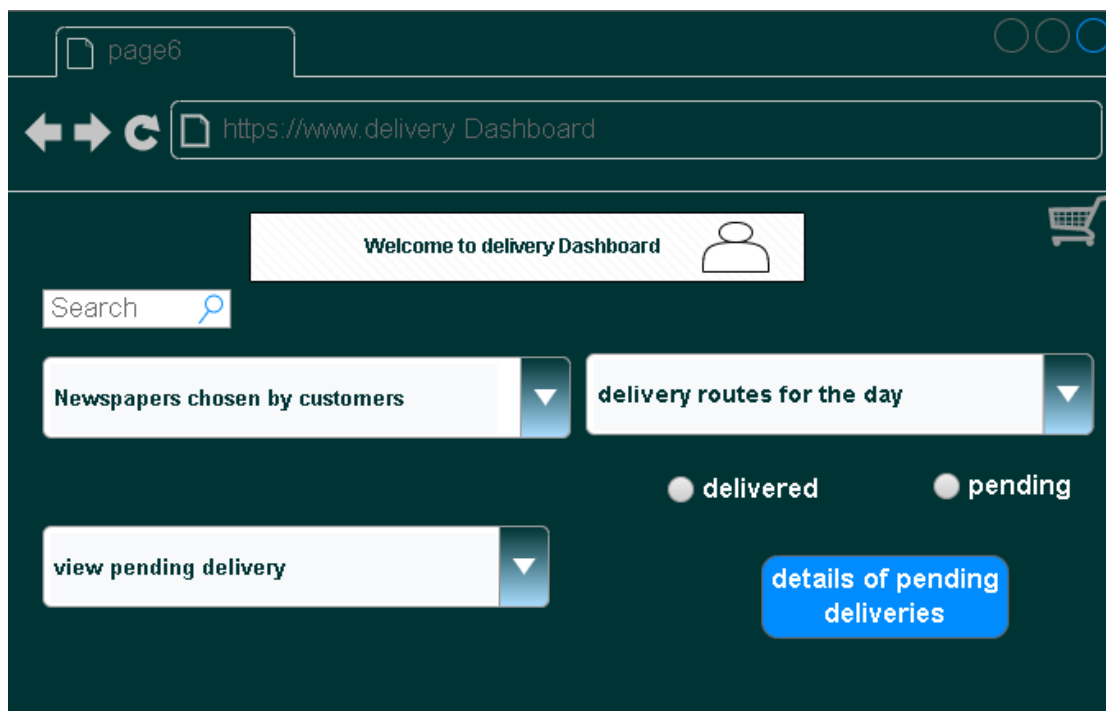 page6
https://www.delivery Dashboard
Welcome to delivery Dashboard
Search
Newspapers chosen by customers
delivery routes for the day
delivered
pending
view pending delivery
details of pending
deliveries